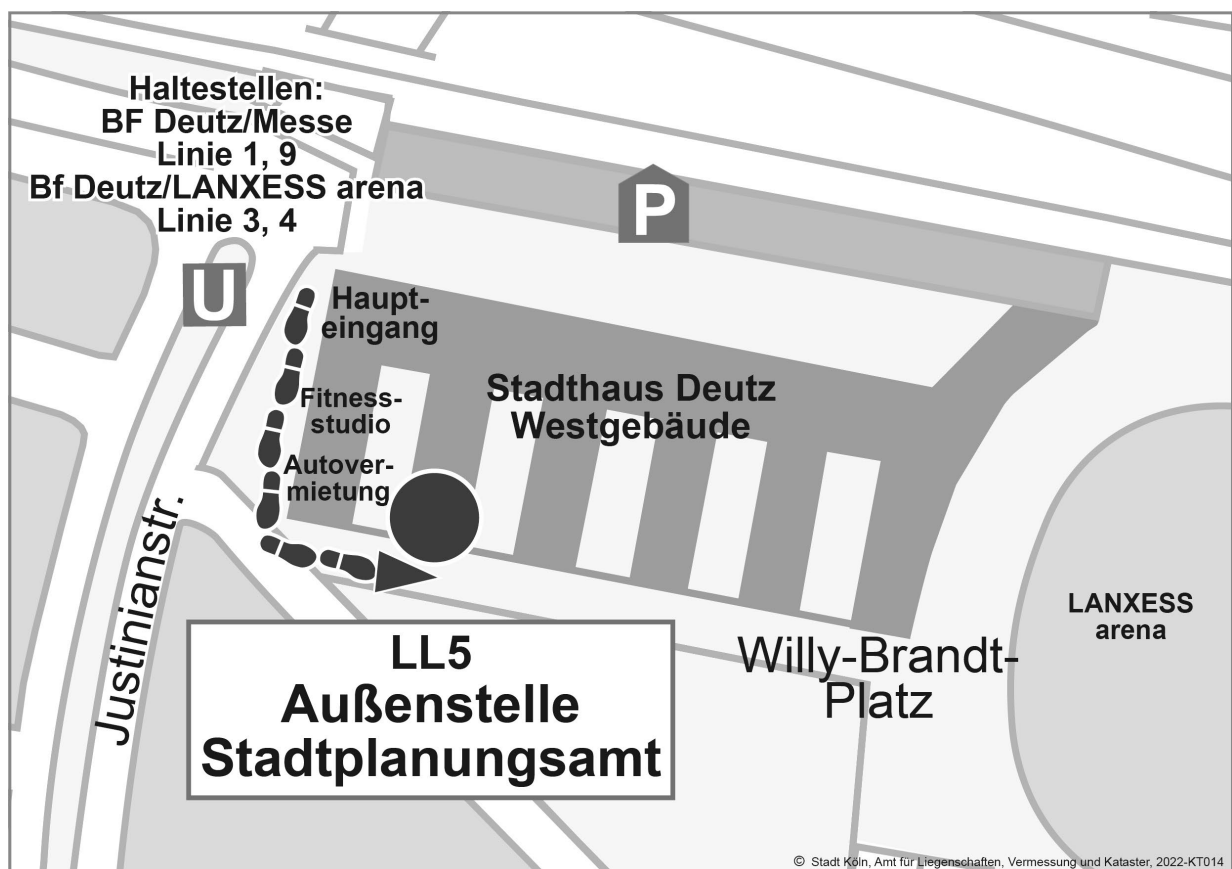 Haltestellen:
BF Deutz/Messe
Linie 1, 9
Bf Deutz/LANXESS arena
Linie 3, 4
P
U
Haupt-
eingang
Fitness-
studio
Autover-
mietung
Stadthaus Deutz
Westgebäude
Justinianstr.
LL5
Außenstelle
Stadtplanungsamt
Willy-Brandt-
Platz
LANXESS
arena
© Stadt Köln, Amt für Liegenschaften, Vermessung und Kataster, 2022-KT014